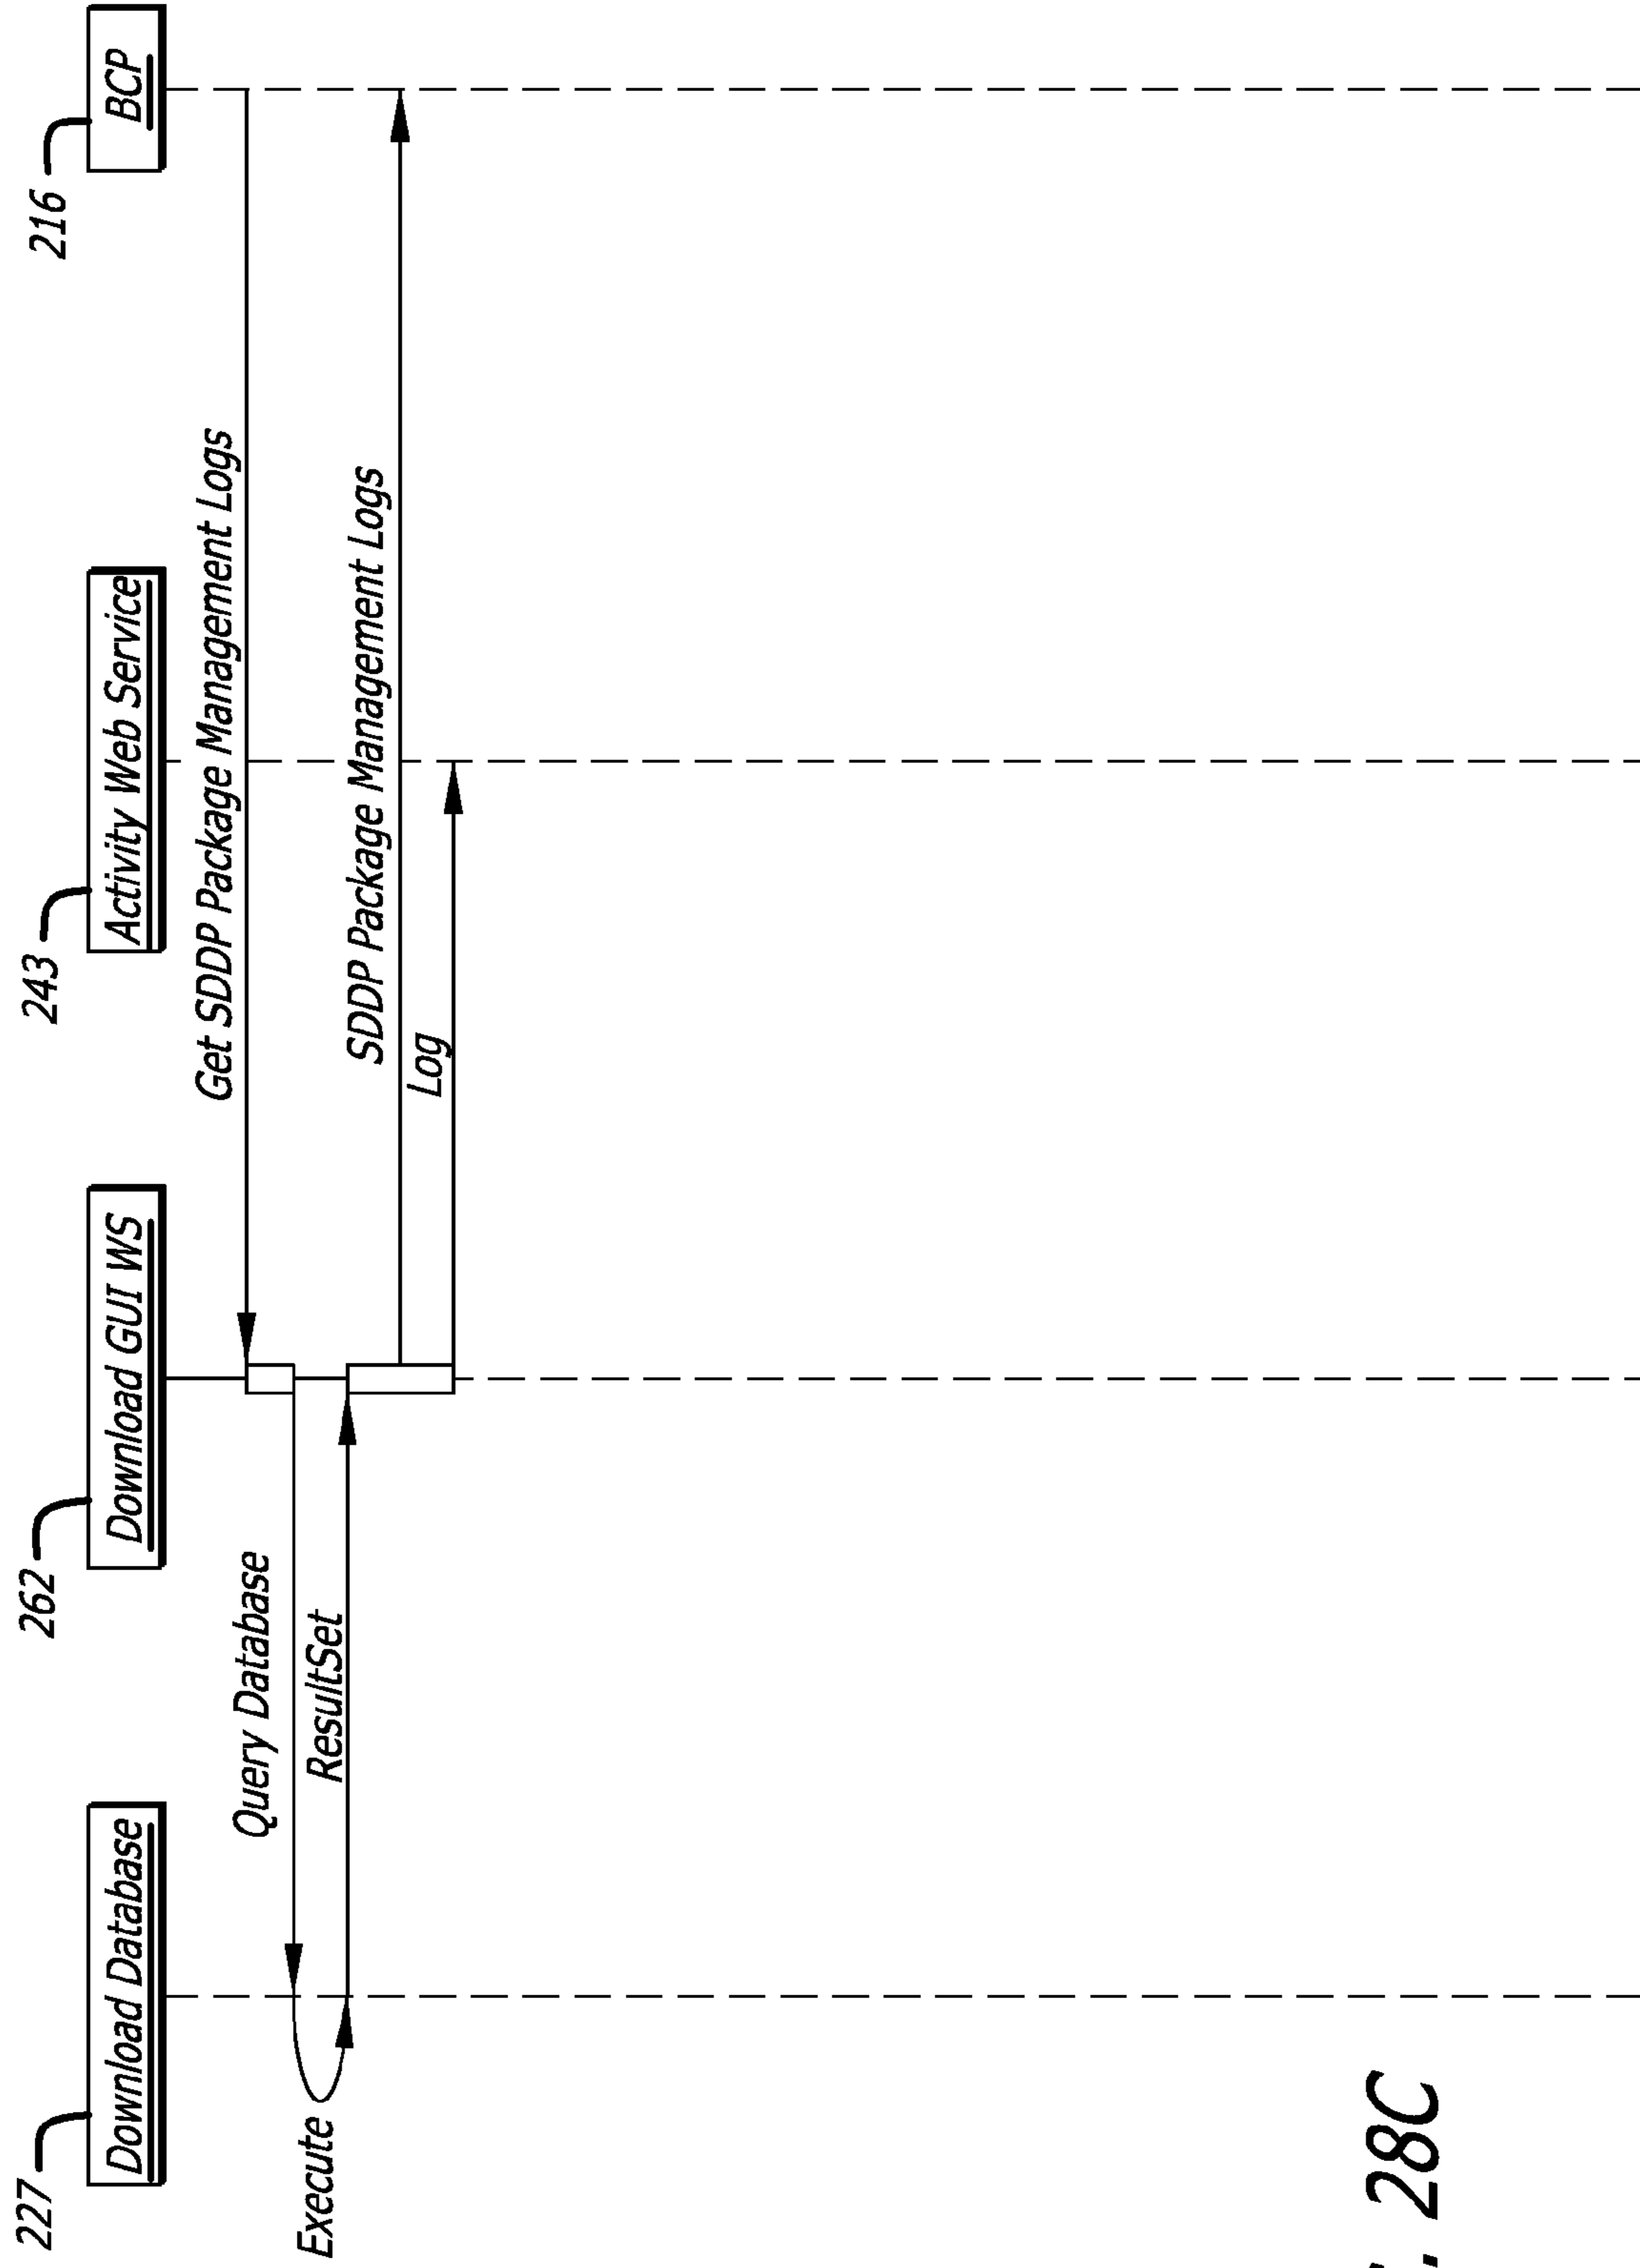 227
Download Database
262
Download GUI WS
243
Activity Web Service
216
BCP
Get SDDP Package Management Logs
Query Database
Execute
ResultSet
SDDP Package Management Logs
Log
. 28C